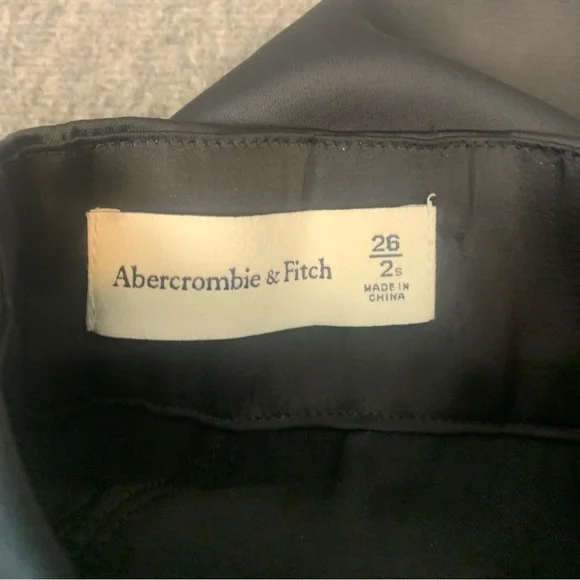 Abercrombie & Fitch
26
2s
MADE IN
CHINA